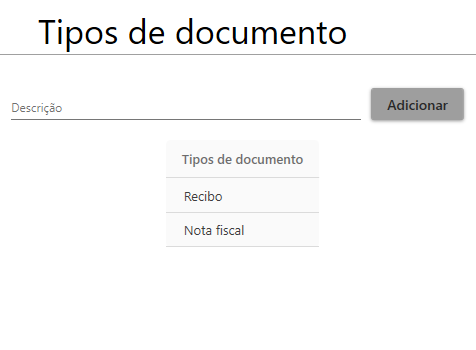 Tipos de documento
Descrição
Adicionar
Tipos de documento
Recibo
Nota fiscal